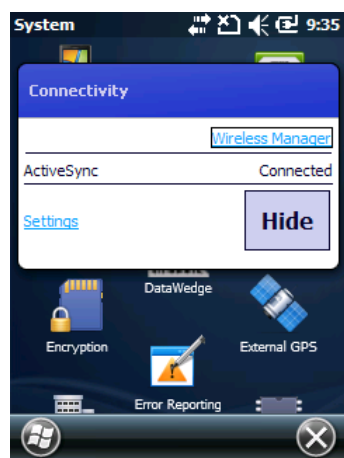 System 9:35
Connectivity
Wireless Manager
ActiveSync Connected
Settings Hide
DataWedge
Encryption External GPS
Error Reporting